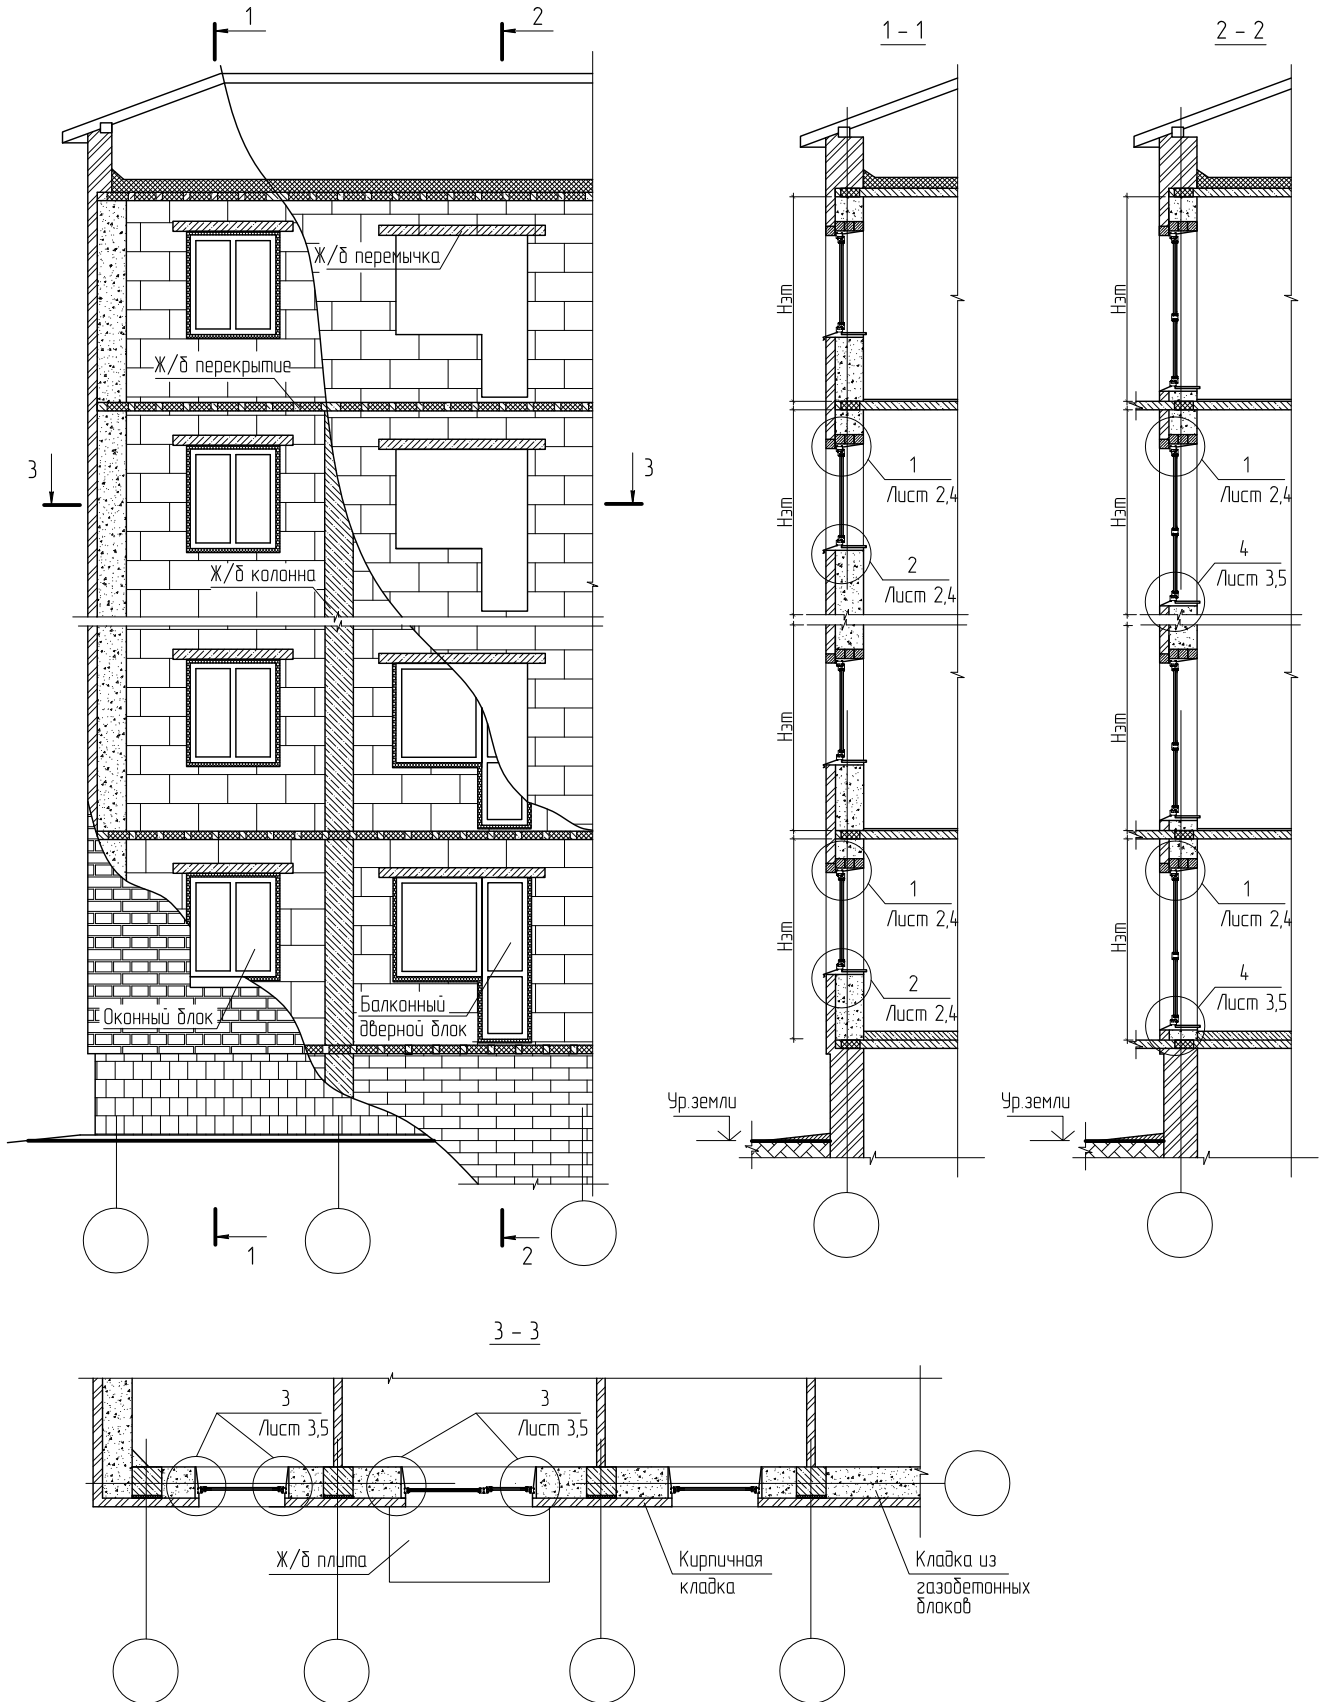 1
2
1 - 1
2 - 2
Ж/б перемычка
Нэт
Нэт
Ж/б перекрытие
3
3
1
Лист 2,4
1
Лист 2,4
Нэт
Нэт
Ж/б колонна
2
Лист 2,4
4
Лист 3,5
Нэт
Нэт
1
Лист 2,4
1
Лист 2,4
Нэт
Нэт
Оконный блок
Балконный
дверной блок
2
Лист 2,4
4
Лист 3,5
Ур.земли
Ур.земли
1
2
3 - 3
3
Лист 3,5
3
Лист 3,5
Ж/б плита
Кирпичная
кладка
Кладка из
газобетонных
блоков